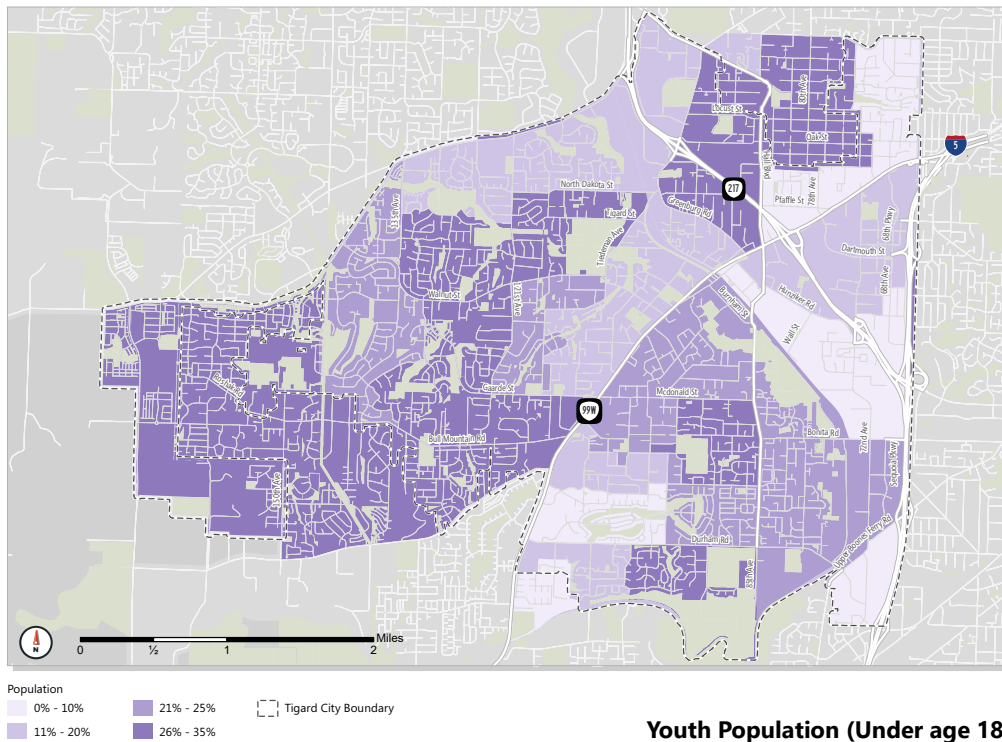 Locust St
80th Ave
Oak St
5
Hall Blvd
217
78th Ave
Pfaffle St
North Dakota St
Greenburg Rd
Tigard St
135th Ave
Tiedeman Ave
68th Pkwy
Dartmouth St
68th Ave
Hunziker Rd
Walnut St
121st Ave
Burnham St
Wall St
Gaarde St
Mcdonald St
99W
Bull Mountain Rd
Bonita Rd
72nd Ave
Sequoia Pkwy
150th Ave
Durham Rd
Upper Boones Ferry Rd
85th Ave
N
Miles
0 ½ 1 2
Population
0% - 10%
11% - 20%
21% - 25%
26% - 35%
Tigard City Boundary
Youth Population (Under age 18